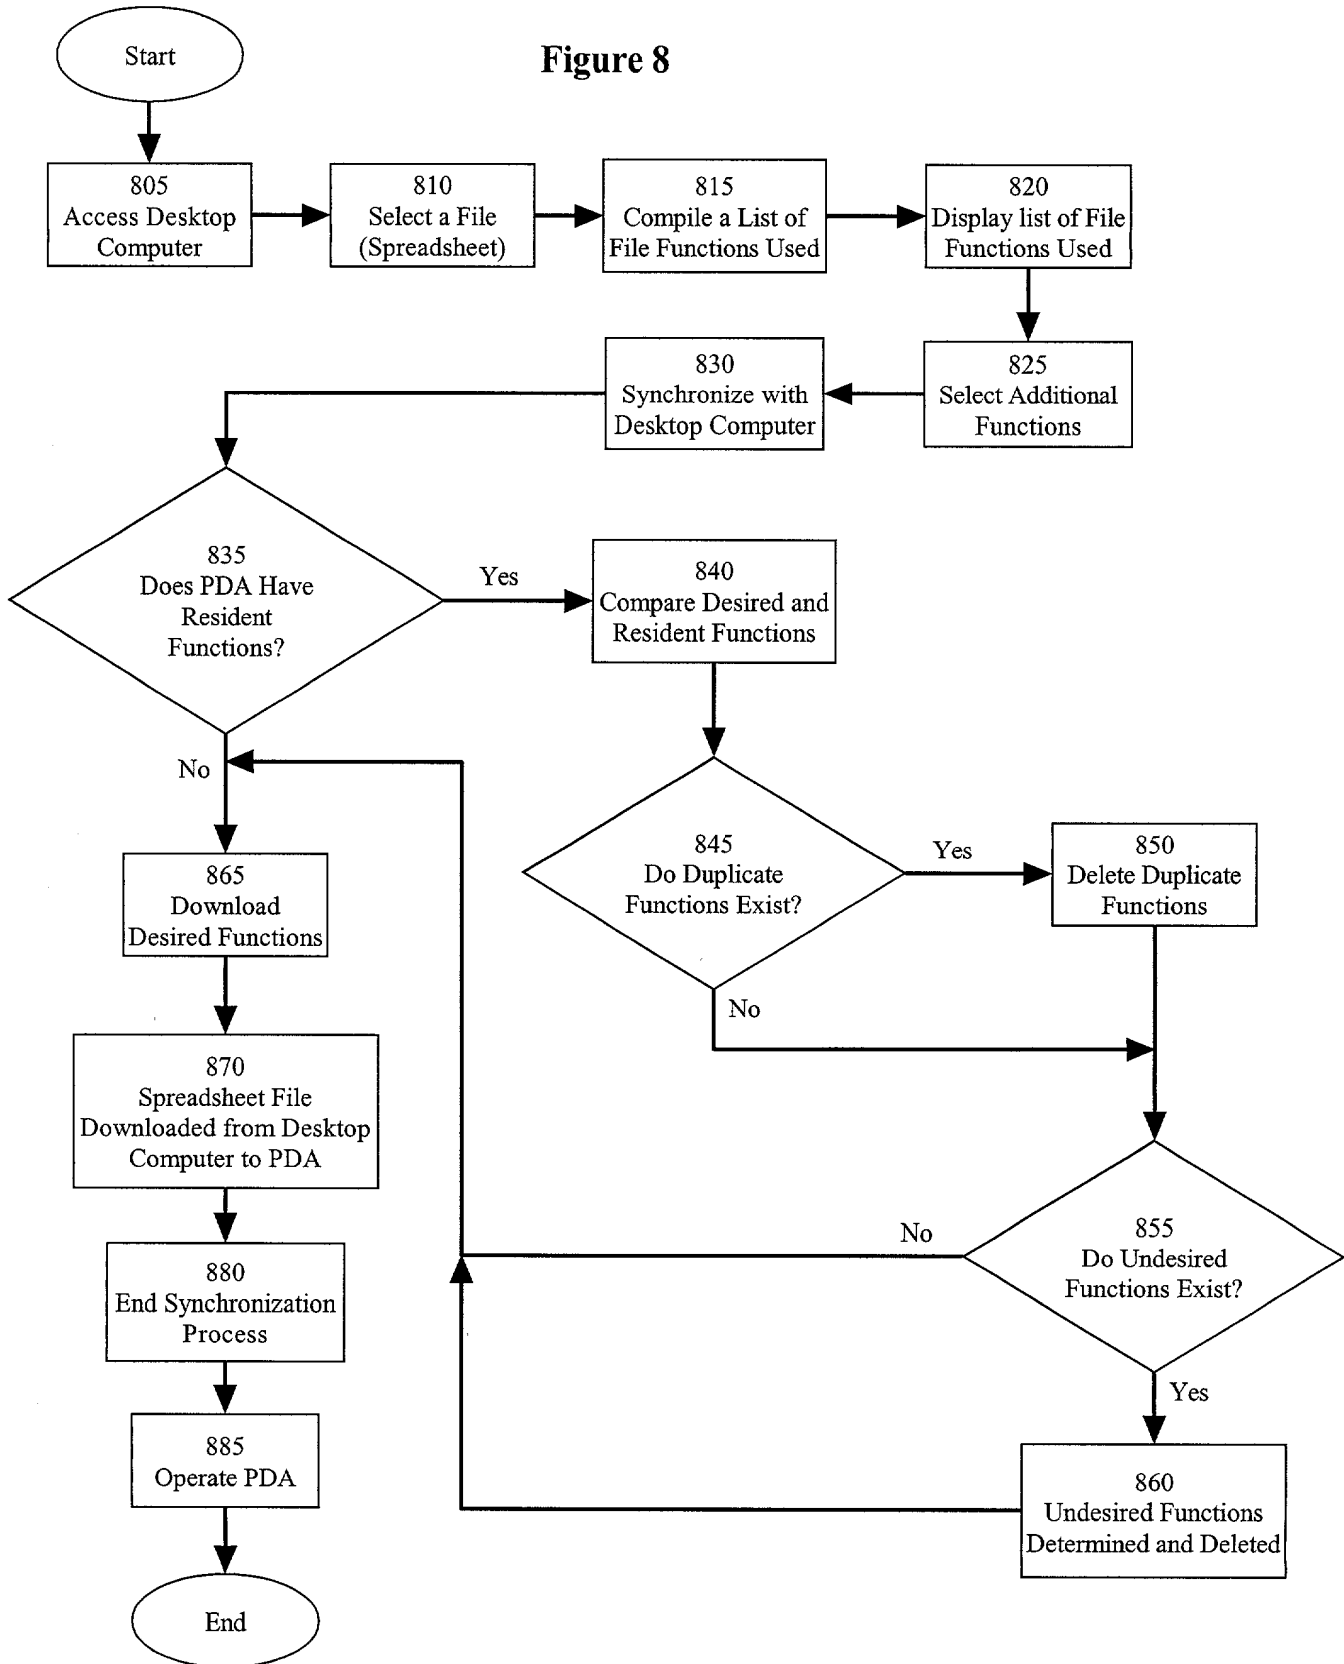 Start
Figure 8
805
Access Desktop
Computer
810
Select a File
(Spreadsheet)
815
Compile a List of
File Functions Used
820
Display list of File
Functions Used
825
Select Additional
Functions
830
Synchronize with
Desktop Computer
835
Does PDA Have
Resident
Functions?
Yes
840
Compare Desired and
Resident Functions
No
845
Do Duplicate
Functions Exist?
Yes
850
Delete Duplicate
Functions
No
865
Download
Desired Functions
870
Spreadsheet File
Downloaded from Desktop
Computer to PDA
855
Do Undesired
Functions Exist?
No
Yes
880
End Synchronization
Process
860
Undesired Functions
Determined and Deleted
885
Operate PDA
End